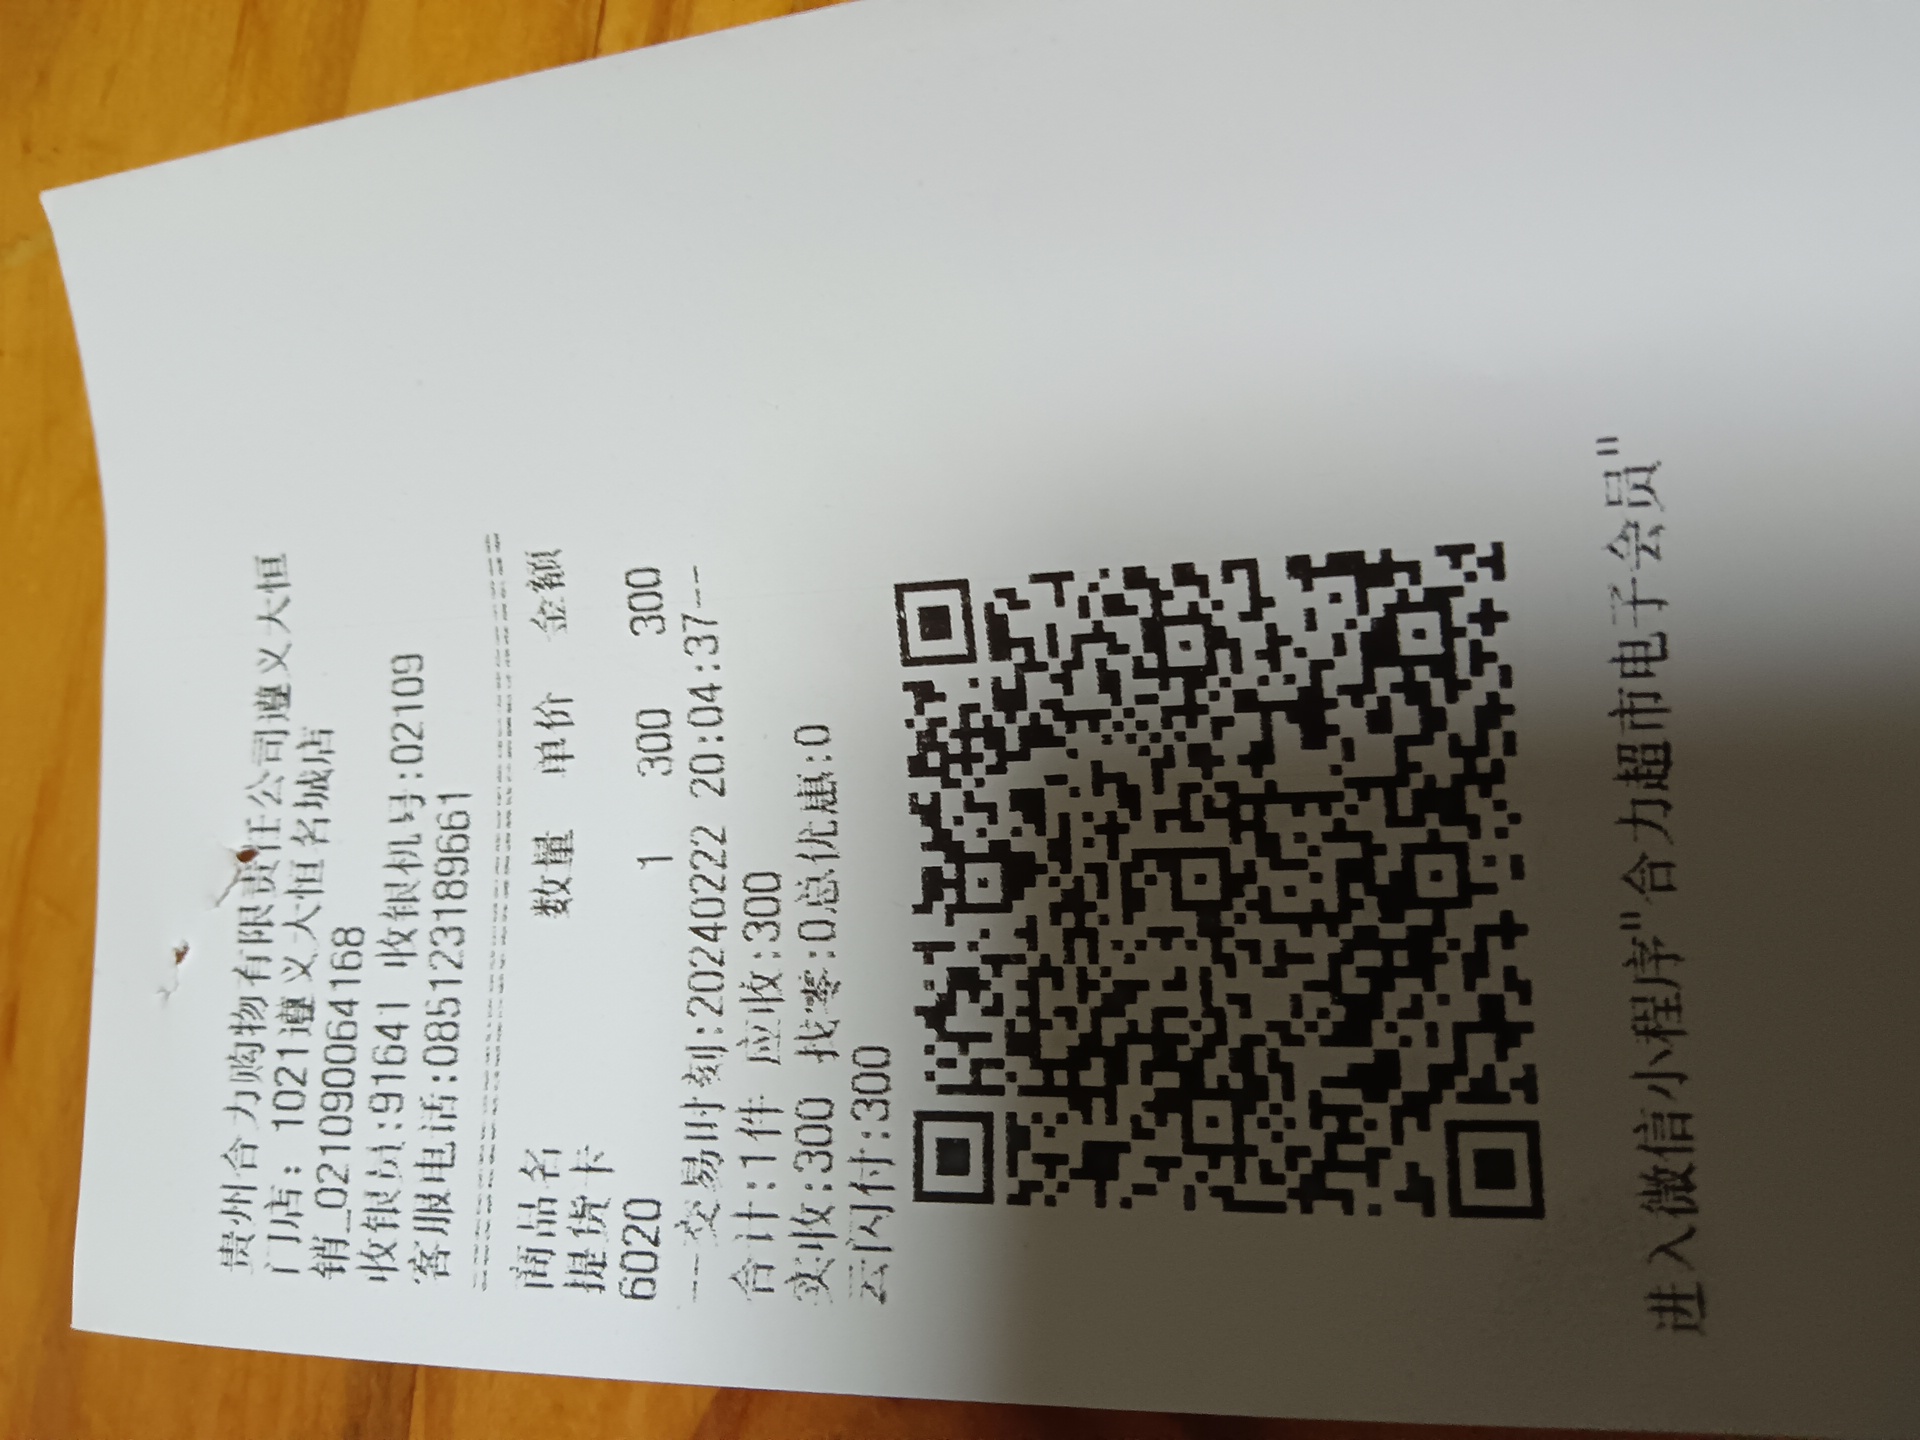 贵州合力购物有限责任公司遵义大恒
门店: 1021遵义大恒名城店
销_021090064168
收银员:91641 收银机号:02109
客服电话:085123189661
商品名 数量 单价 金额
提货卡
6020 1 300 300
---交易时刻:20240222 20:04:37--
合计:1件 应收:300
实收:300 找零:0总优惠:0
云闪付:300
进入微信小程序"合力超市电子会员"